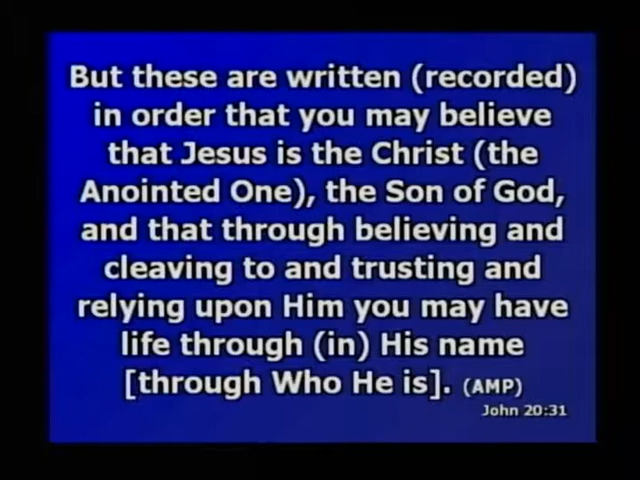 But these are written (recorded)
in order that you may believe
that Jesus is the Christ (the
Anointed One), the Son of God,
and that through believing and
cleaving to and trusting and
relying upon Him you may have
life through (in) His name
[through Who He is]. (AMP)
John 20:31